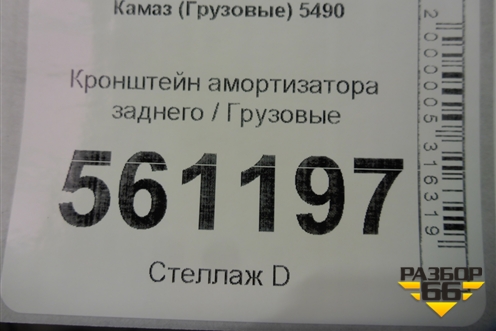 Камаз (Грузовые) 5490
Кронштейн амортизатора
заднего / Грузовые
561197
Стеллаж D
2000005316319
РАЗБОР
66